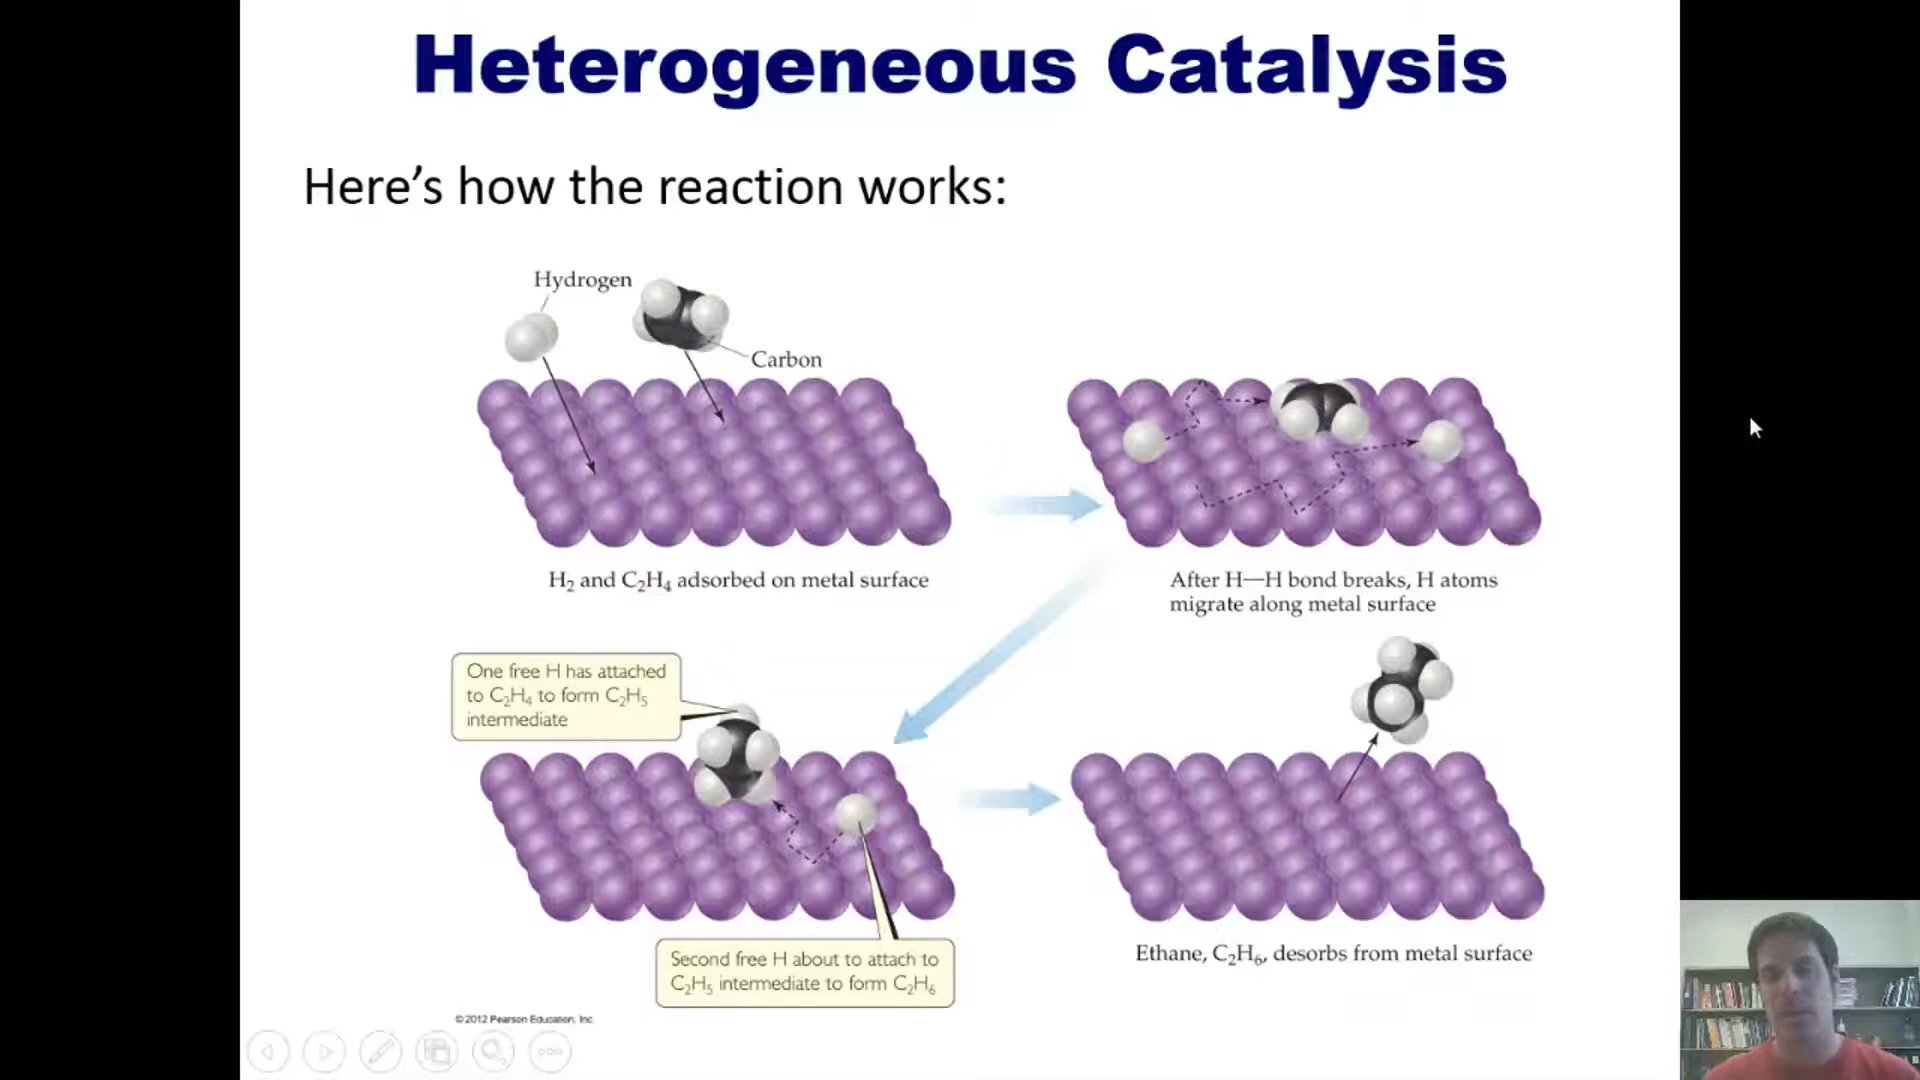 Heterogeneous Catalysis
Here’s how the reaction works:
Hydrogen
Carbon
H₂ and C₂H₄ adsorbed on metal surface
After H—H bond breaks, H atoms
migrate along metal surface
One free H has attached
to C₂H₄ to form C₂H₅
intermediate
Second free H about to attach to
C₂H₅ intermediate to form C₂H₆
Ethane, C₂H₆, desorbs from metal surface
© 2012 Pearson Education, Inc.